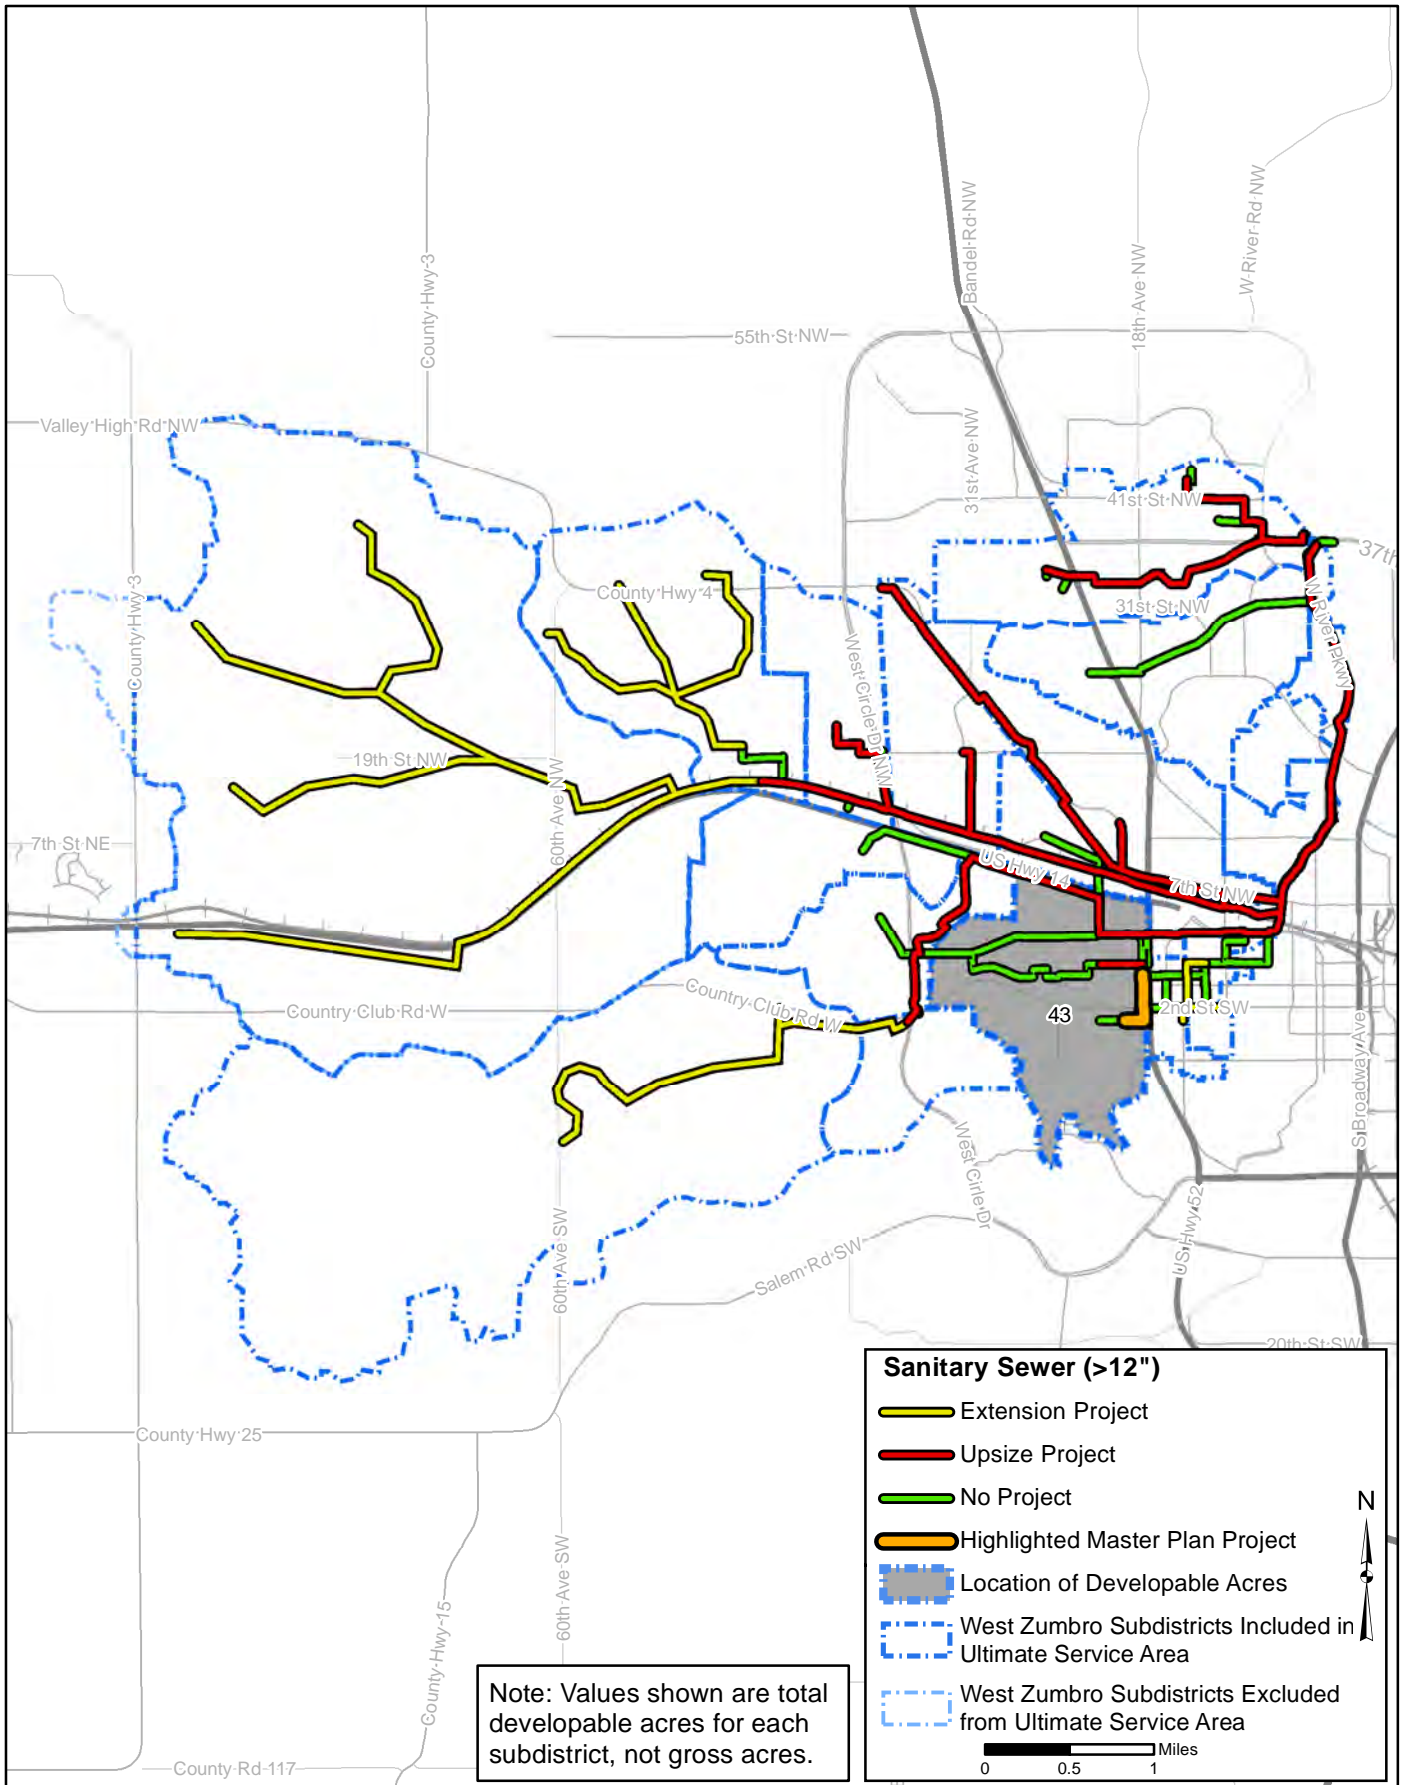 Bandel Rd NW
W River Rd NW
County Hwy 3
18th Ave NW
55th St NW
Valley High Rd NW
31st Ave NW
41st St NW
37th
County Hwy 3
County Hwy 4
31st St NW
W River Pkwy
West Circle Dr NW
19th St NW
60th Ave NW
7th St NE
US Hwy 14
7th St NW
Country Club Rd W
Country Club Rd W
43
2nd St SW
S Broadway Ave
West Cirle Dr
60th Ave SW
US Hwy 52
Salem Rd SW
20th St SW
County Hwy 25
County Hwy 15
60th Ave SW
County Rd 117
Sanitary Sewer (>12")
Extension Project
Upsize Project
No Project
N
Highlighted Master Plan Project
Location of Developable Acres
West Zumbro Subdistricts Included in
Ultimate Service Area
West Zumbro Subdistricts Excluded
from Ultimate Service Area
Miles
0 0.5 1
Note: Values shown are total
developable acres for each
subdistrict, not gross acres.